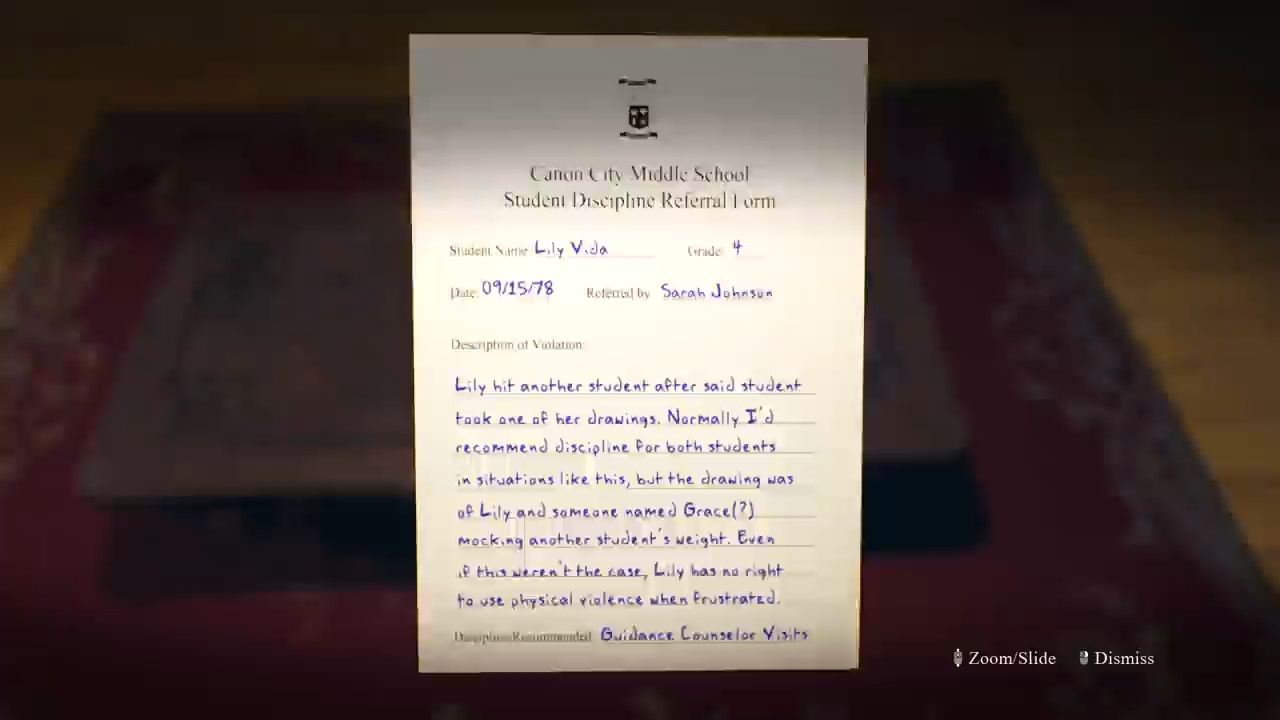 Canon City Middle School
Student Discipline Referral Form
Student Name Lily Vida Grade: 4
Date: 09/15/78 Referred by Sarah Johnson
Description of Violation:
Lily hit another student after said student
took one of her drawings. Normally I'd
recommend discipline for both students
in situations like this, but the drawing was
of Lily and someone named Grace(?)
mocking another student's weight. Even
if this weren't the case, Lily has no right
to use physical violence when frustrated.
Discipline Recommended: Guidance Counselor Visits
Zoom/Slide Dismiss